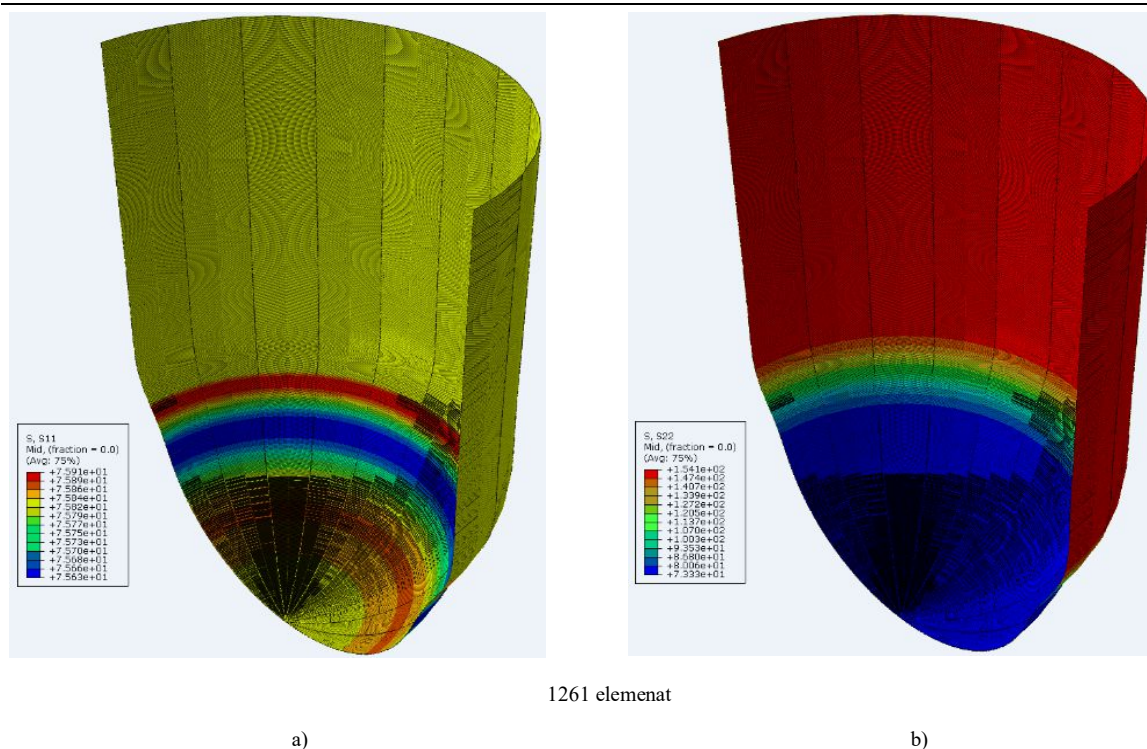 S, S11
Mid, (fraction = 0.0)
(Avg: 75%)
+7.591e+01
+7.589e+01
+7.586e+01
+7.584e+01
+7.582e+01
+7.579e+01
+7.577e+01
+7.575e+01
+7.573e+01
+7.570e+01
+7.568e+01
+7.566e+01
+7.563e+01
S, S22
Mid, (fraction = 0.0)
(Avg: 75%)
+1.541e+02
+1.474e+02
+1.407e+02
+1.339e+02
+1.272e+02
+1.205e+02
+1.137e+02
+1.070e+02
+1.003e+02
+9.353e+01
+8.680e+01
+8.006e+01
+7.333e+01
1261 elemenat
a)
b)